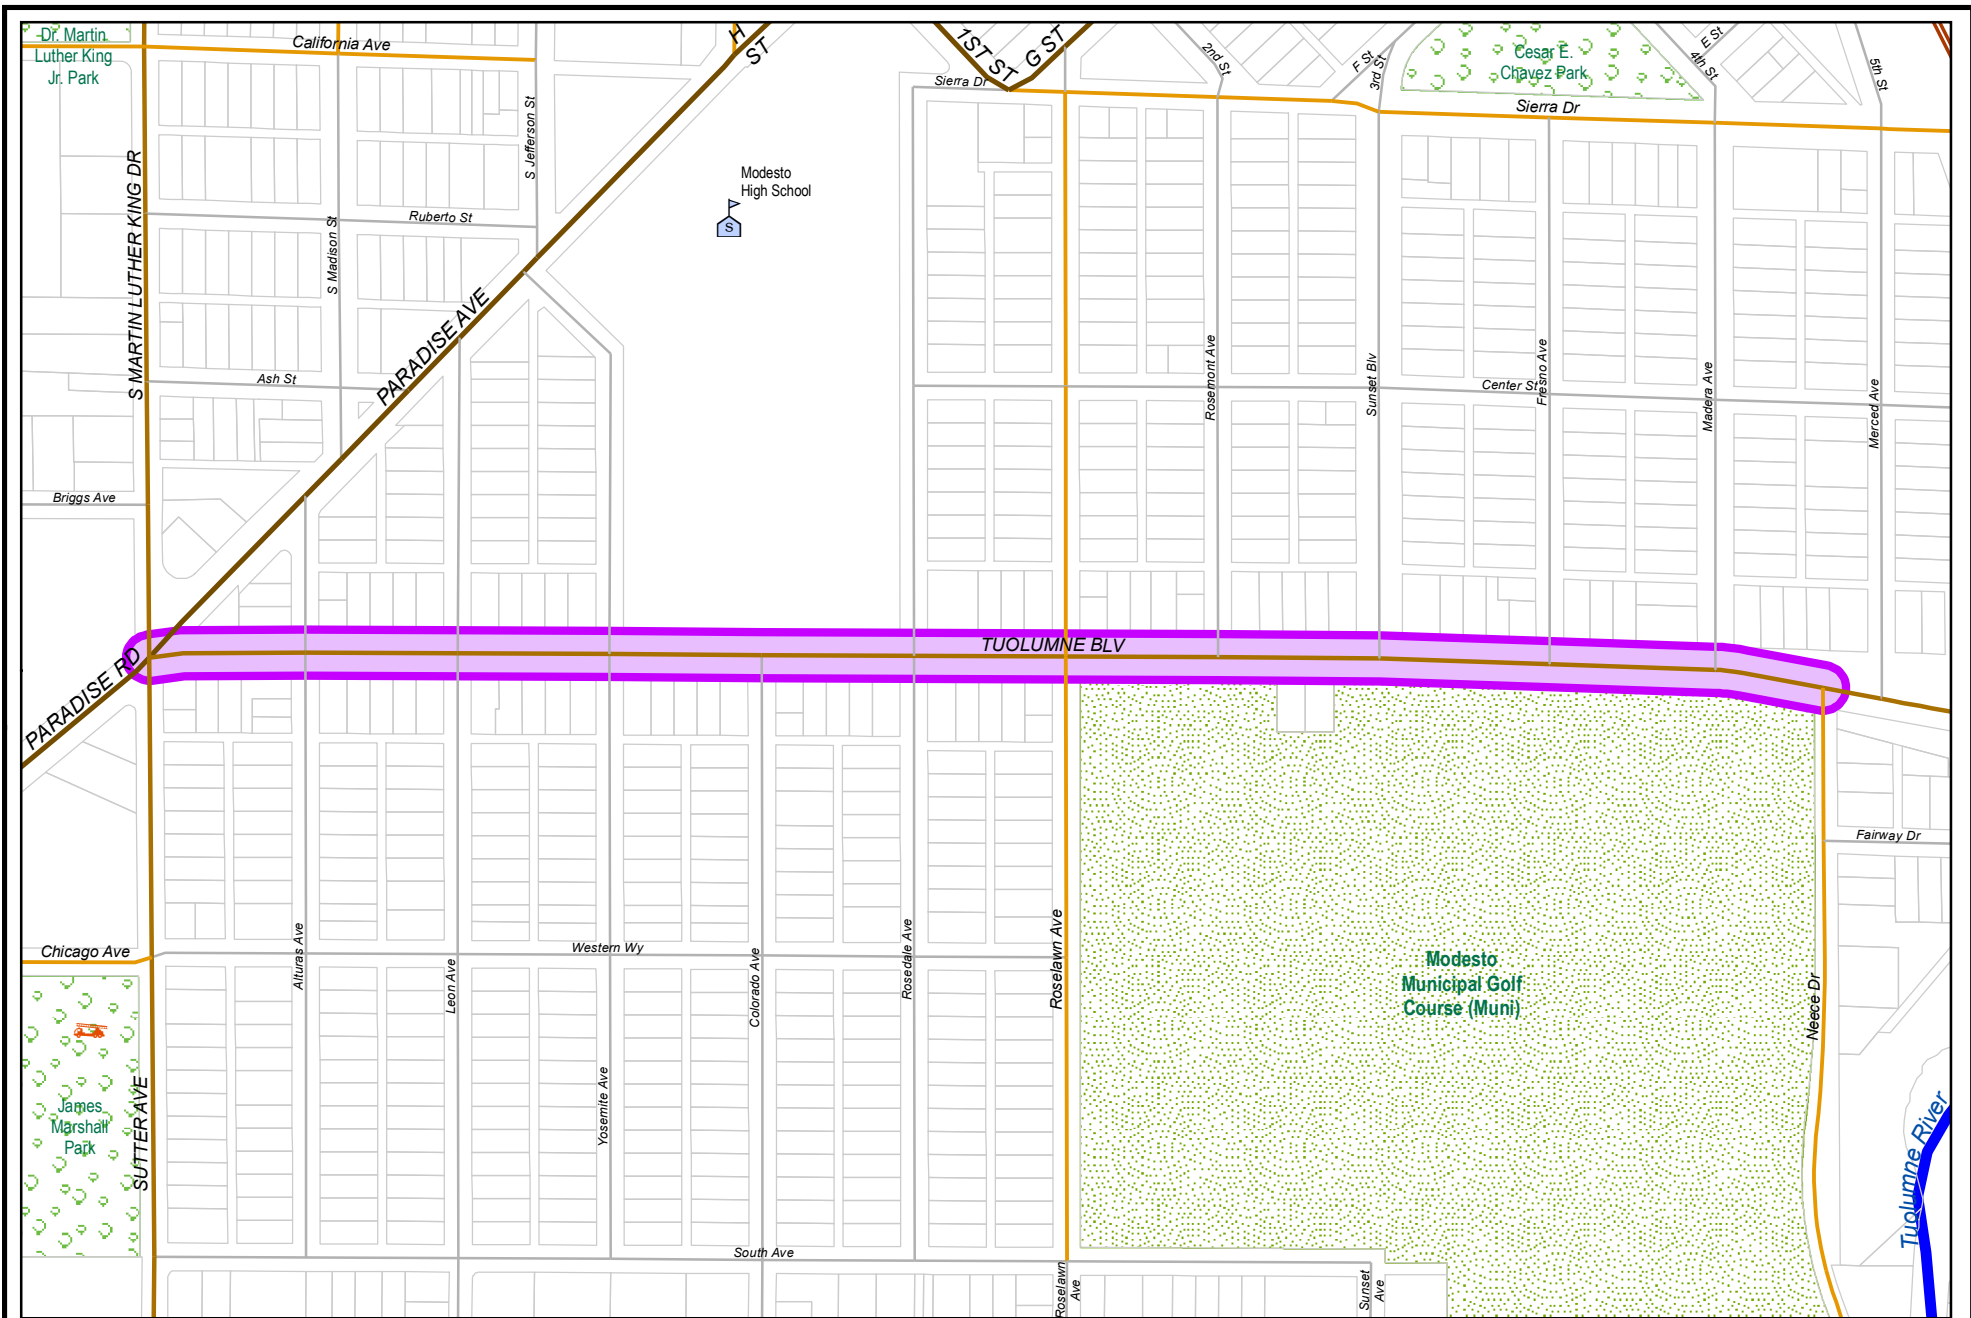 Dr. Martin
Luther King
Jr. Park
California Ave
H
ST
1ST ST
G ST
2nd St
F St
3rd St
Cesar E.
Chavez Park
4th St
E St
5th St
Sierra Dr
Sierra Dr
S MARTIN LUTHER KING DR
S Jefferson St
Modesto
High School
S
Ruberto St
S Madison St
PARADISE AVE
Ash St
Rosemont Ave
Sunset Blv
Center St
Fresno Ave
Madera Ave
Merced Ave
Briggs Ave
TUOLUMNE BLV
PARADISE RD
Fairway Dr
Chicago Ave
Western Wy
Alturas Ave
Leon Ave
Colorado Ave
Rosedale Ave
Roselawn Ave
Modesto
Municipal Golf
Course (Muni)
Neece Dr
James
Marshall
Park
SUTTER AVE
Yosemite Ave
Tuolumne River
South Ave
Roselawn
Ave
Sunset
Ave